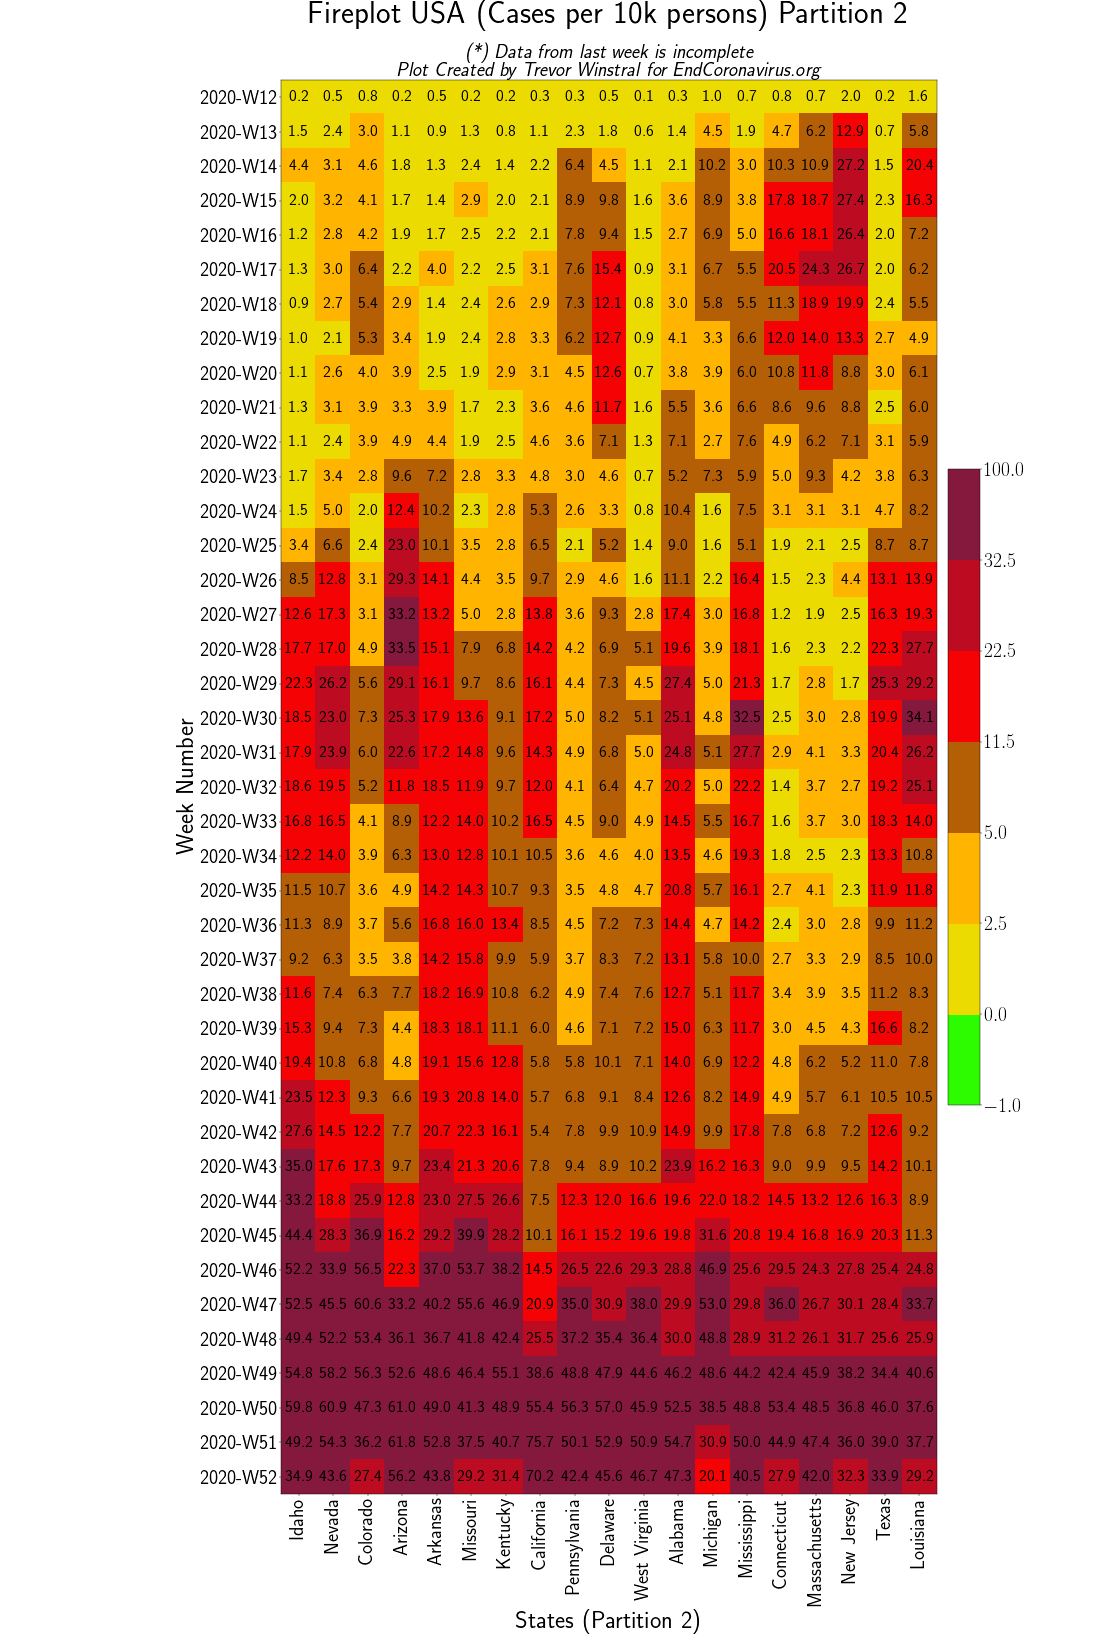 Fireplot USA (Cases per 10k persons) Partition 2
(*) Data from last week is incomplete
Plot Created by Trevor Winstral for EndCoronavirus.org
2020-W12 0.2 0.5 0.8 0.2 0.5 0.2 0.2 0.3 0.3 0.5 0.1 0.3 1.0 0.7 0.8 0.7 2.0 0.2 1.6
2020-W13 1.5 2.4 3.0 1.1 0.9 1.3 0.8 1.1 2.3 1.8 0.6 1.4 4.5 1.9 4.7 6.2 12.9 0.7 5.8
2020-W14 4.4 3.1 4.6 1.8 1.3 2.4 1.4 2.2 6.4 4.5 1.1 2.1 10.2 3.0 10.3 10.9 27.2 1.5 20.4
2020-W15 2.0 3.2 4.1 1.7 1.4 2.9 2.0 2.1 8.9 9.8 1.6 3.6 8.9 3.8 17.8 18.7 27.4 2.3 16.3
2020-W16 1.2 2.8 4.2 1.9 1.7 2.5 2.2 2.1 7.8 9.4 1.5 2.7 6.9 5.0 16.6 18.1 26.4 2.0 7.2
2020-W17 1.3 3.0 6.4 2.2 4.0 2.2 2.5 3.1 7.6 15.4 0.9 3.1 6.7 5.5 20.5 24.3 26.7 2.0 6.2
2020-W18 0.9 2.7 5.4 2.9 1.4 2.4 2.6 2.9 7.3 12.1 0.8 3.0 5.8 5.5 11.3 18.9 19.9 2.4 5.5
2020-W19 1.0 2.1 5.3 3.4 1.9 2.4 2.8 3.3 6.2 12.7 0.9 4.1 3.3 6.6 12.0 14.0 13.3 2.7 4.9
2020-W20 1.1 2.6 4.0 3.9 2.5 1.9 2.9 3.1 4.5 12.6 0.7 3.8 3.9 6.0 10.8 11.8 8.8 3.0 6.1
2020-W21 1.3 3.1 3.9 3.3 3.9 1.7 2.3 3.6 4.6 11.7 1.6 5.5 3.6 6.6 8.6 9.6 8.8 2.5 6.0
2020-W22 1.1 2.4 3.9 4.9 4.4 1.9 2.5 4.6 3.6 7.1 1.3 7.1 2.7 7.6 4.9 6.2 7.1 3.1 5.9
2020-W23 1.7 3.4 2.8 9.6 7.2 2.8 3.3 4.8 3.0 4.6 0.7 5.2 7.3 5.9 5.0 9.3 4.2 3.8 6.3
2020-W24 1.5 5.0 2.0 12.4 10.2 2.3 2.8 5.3 2.6 3.3 0.8 10.4 1.6 7.5 3.1 3.1 3.1 4.7 8.2
2020-W25 3.4 6.6 2.4 23.0 10.1 3.5 2.8 6.5 2.1 5.2 1.4 9.0 1.6 5.1 1.9 2.1 2.5 8.7 8.7
2020-W26 8.5 12.8 3.1 29.3 14.1 4.4 3.5 9.7 2.9 4.6 1.6 11.1 2.2 16.4 1.5 2.3 4.4 13.1 13.9
2020-W27 12.6 17.3 3.1 33.2 13.2 5.0 2.8 13.8 3.6 9.3 2.8 17.4 3.0 16.8 1.2 1.9 2.5 16.3 19.3
2020-W28 17.7 17.0 4.9 33.5 15.1 7.9 6.8 14.2 4.2 6.9 5.1 19.6 3.9 18.1 1.6 2.3 2.2 22.3 27.7
2020-W29 22.3 26.2 5.6 29.1 16.1 9.7 8.6 16.1 4.4 7.3 4.5 27.4 5.0 21.3 1.7 2.8 1.7 25.3 29.2
2020-W30 18.5 23.0 7.3 25.3 17.9 13.6 9.1 17.2 5.0 8.2 5.1 25.1 4.8 32.5 2.5 3.0 2.8 19.9 34.1
2020-W31 17.9 23.9 6.0 22.6 17.2 14.8 9.6 14.3 4.9 6.8 5.0 24.8 5.1 27.7 2.9 4.1 3.3 20.4 26.2
2020-W32 18.6 19.5 5.2 11.8 18.5 11.9 9.7 12.0 4.1 6.4 4.7 20.2 5.0 22.2 1.4 3.7 2.7 19.2 25.1
2020-W33 16.8 16.5 4.1 8.9 12.2 14.0 10.2 16.5 4.5 9.0 4.9 14.5 5.5 16.7 1.6 3.7 3.0 18.3 14.0
2020-W34 12.2 14.0 3.9 6.3 13.0 12.8 10.1 10.5 3.6 4.6 4.0 13.5 4.6 19.3 1.8 2.5 2.3 13.3 10.8
2020-W35 11.5 10.7 3.6 4.9 14.2 14.3 10.7 9.3 3.5 4.8 4.7 20.8 5.7 16.1 2.7 4.1 2.3 11.9 11.8
2020-W36 11.3 8.9 3.7 5.6 16.8 16.0 13.4 8.5 4.5 7.2 7.3 14.4 4.7 14.2 2.4 3.0 2.8 9.9 11.2
2020-W37 9.2 6.3 3.5 3.8 14.2 15.8 9.9 5.9 3.7 8.3 7.2 13.1 5.8 10.0 2.7 3.3 2.9 8.5 10.0
2020-W38 11.6 7.4 6.3 7.7 18.2 16.9 10.8 6.2 4.9 7.4 7.6 12.7 5.1 11.7 3.4 3.9 3.5 11.2 8.3
2020-W39 15.3 9.4 7.3 4.4 18.3 18.1 11.1 6.0 4.6 7.1 7.2 15.0 6.3 11.7 3.0 4.5 4.3 16.6 8.2
2020-W40 19.4 10.8 6.8 4.8 19.1 15.6 12.8 5.8 5.8 10.1 7.1 14.0 6.9 12.2 4.8 6.2 5.2 11.0 7.8
2020-W41 23.5 12.3 9.3 6.6 19.3 20.8 14.0 5.7 6.8 9.1 8.4 12.6 8.2 14.9 4.9 5.7 6.1 10.5 10.5
2020-W42 27.6 14.5 12.2 7.7 20.7 22.3 16.1 5.4 7.8 9.9 10.9 14.9 9.9 17.8 7.8 6.8 7.2 12.6 9.2
2020-W43 35.0 17.6 17.3 9.7 23.4 21.3 20.6 7.8 9.4 8.9 10.2 23.9 16.2 16.3 9.0 9.9 9.5 14.2 10.1
2020-W44 33.2 18.8 25.9 12.8 23.0 27.5 26.6 7.5 12.3 12.0 16.6 19.6 22.0 18.2 14.5 13.2 12.6 16.3 8.9
2020-W45 44.4 28.3 36.9 16.2 29.2 39.9 28.2 10.1 16.1 15.2 19.6 19.8 31.6 20.8 19.4 16.8 16.9 20.3 11.3
2020-W46 52.2 33.9 56.5 22.3 37.0 53.7 38.2 14.5 26.5 22.6 29.3 28.8 46.9 25.6 29.5 24.3 27.8 25.4 24.8
2020-W47 52.5 45.5 60.6 33.2 40.2 55.6 46.9 20.9 35.0 30.9 38.0 29.9 53.0 29.8 36.0 26.7 30.1 28.4 33.7
2020-W48 49.4 52.2 53.4 36.1 36.7 41.8 42.4 25.5 37.2 35.4 36.4 30.0 48.8 28.9 31.2 26.1 31.7 25.6 25.9
2020-W49 54.8 58.2 56.3 52.6 48.6 46.4 55.1 38.6 48.8 47.9 44.6 46.2 48.6 44.2 42.4 45.9 38.2 34.4 40.6
2020-W50 59.8 60.9 47.3 61.0 49.0 41.3 48.9 55.4 56.3 57.0 45.9 52.5 38.5 48.8 53.4 48.5 36.8 46.0 37.6
2020-W51 49.2 54.3 36.2 61.8 52.8 37.5 40.7 75.7 50.1 52.9 50.9 54.7 30.9 50.0 44.9 47.4 36.0 39.0 37.7
2020-W52 34.9 43.6 27.4 56.2 43.8 29.2 31.4 70.2 42.4 45.6 46.7 47.3 20.1 40.5 27.9 42.0 32.3 33.9 29.2
Week Number
Idaho
Nevada
Colorado
Arizona
Arkansas
Missouri
Kentucky
California
Pennsylvania
Delaware
West Virginia
Alabama
Michigan
Mississippi
Connecticut
Massachusetts
New Jersey
Texas
Louisiana
States (Partition 2)
100.0
32.5
22.5
11.5
5.0
2.5
0.0
−1.0